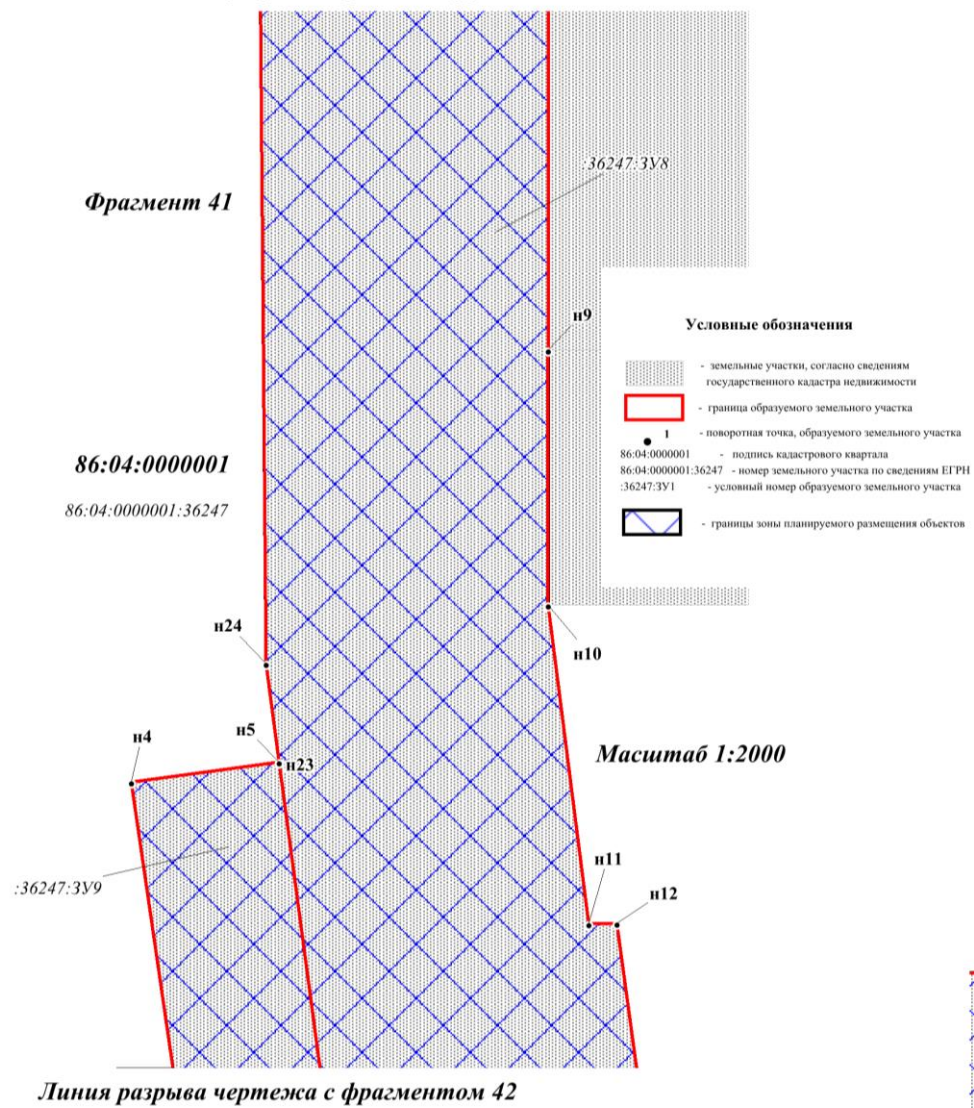 :36247:ЗУ8
Фрагмент 41
н9
Условные обозначения
- земельные участки, согласно сведениям
государственного кадастра недвижимости
- граница образуемого земельного участка
1 - поворотная точка, образуемого земельного участка
86:04:0000001 - подпись кадастрового квартала
86:04:0000001:36247 - номер земельного участка по сведениям ЕГРН
:36247:ЗУ1 - условный номер образуемого земельного участка
- границы зоны планируемого размещения объектов
86:04:0000001
86:04:0000001:36247
н24
н10
н5
н4
н23
Масштаб 1:2000
:36247:ЗУ9
н11
н12
Линия разрыва чертежа с фрагментом 42